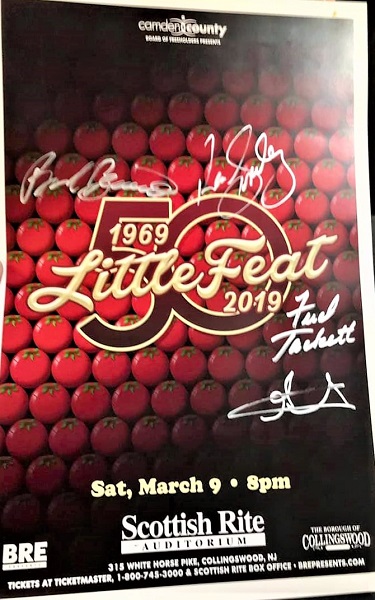 camden county
BOARD OF FREEHOLDERS PRESENTS
50
1969
Little Feat
2019
Fred
Tackett
Sat, March 9 • 8pm
Scottish Rite
AUDITORIUM
315 WHITE HORSE PIKE, COLLINGSWOOD, NJ
BRE
THE BOROUGH OF
COLLINGSWOOD
TICKETS AT TICKETMASTER, 1-800-745-3000 & SCOTTISH RITE BOX OFFICE • BREPRESENTS.COM